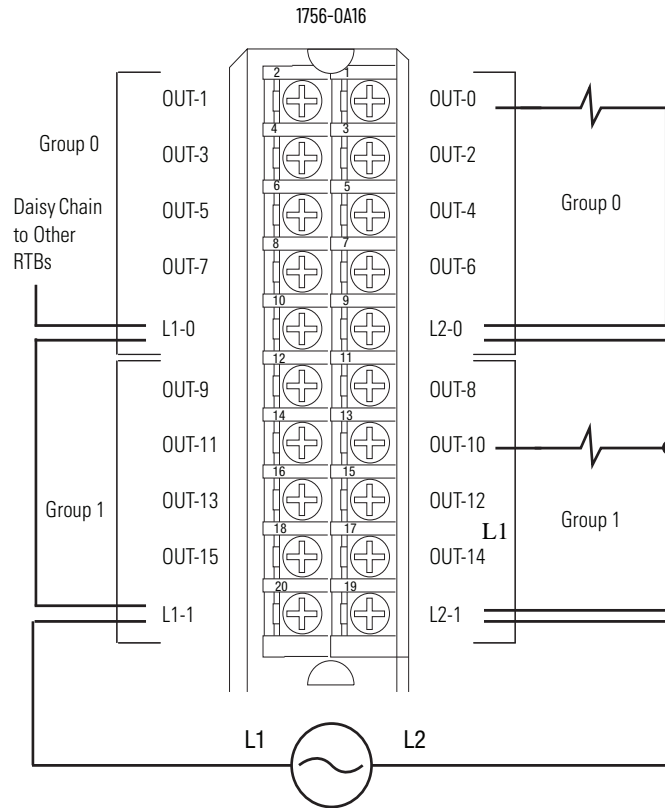 1756-OA16
2 1
OUT-1 OUT-0
4 3
Group 0 OUT-3 OUT-2
6 5
Daisy Chain
to Other
RTBs
OUT-5 OUT-4 Group 0
8 7
OUT-7 OUT-6
10 9
L1-0 L2-0
12 11
OUT-9 OUT-8
14 13
OUT-11 OUT-10
16 15
Group 1 OUT-13 OUT-12 Group 1
L1
18 17
OUT-15 OUT-14
20 19
L1-1 L2-1
L1 L2